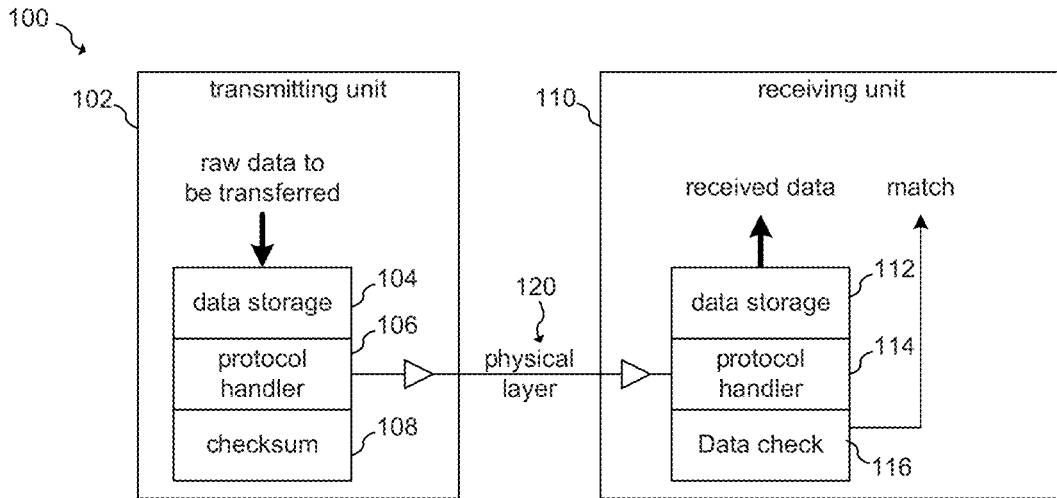 100
transmitting unit
receiving unit
102
110
raw data to
be transferred
received data
match
data storage
104
106
protocol
handler
checksum
108
120
physical
layer
data storage
112
protocol
handler
114
Data check
116